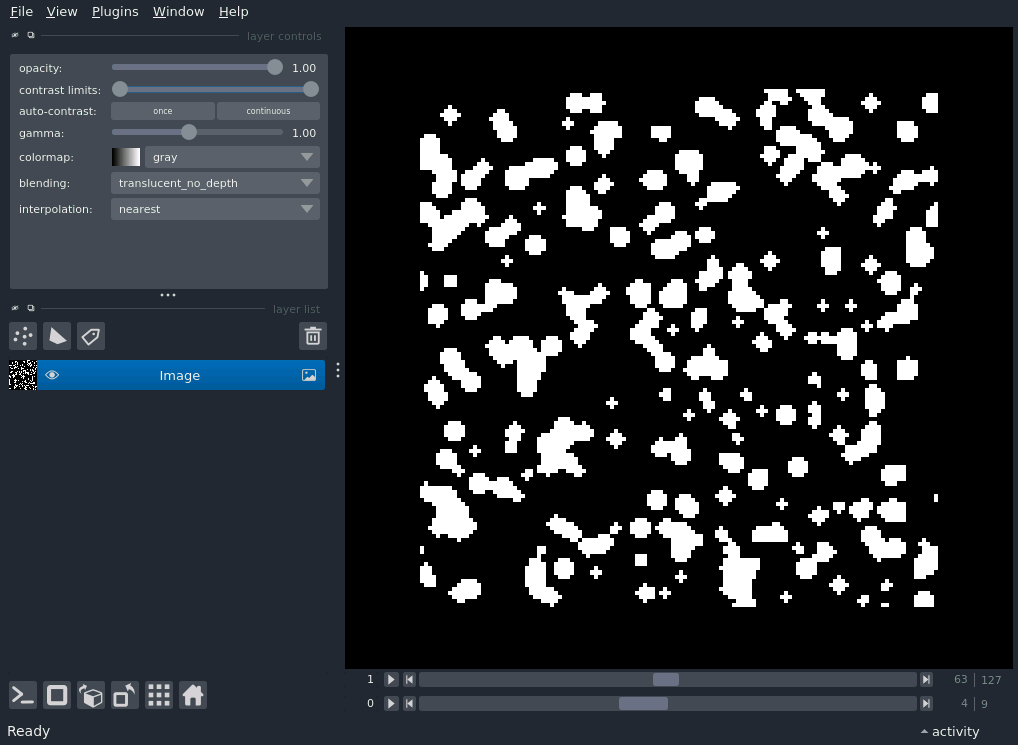 File View Plugins Window Help
layer controls
opacity: 1.00
contrast limits:
auto-contrast: once continuous
gamma: 1.00
colormap: gray
blending: translucent_no_depth
interpolation: nearest
layer list
Image
1 63 127
0 4 9
Ready activity